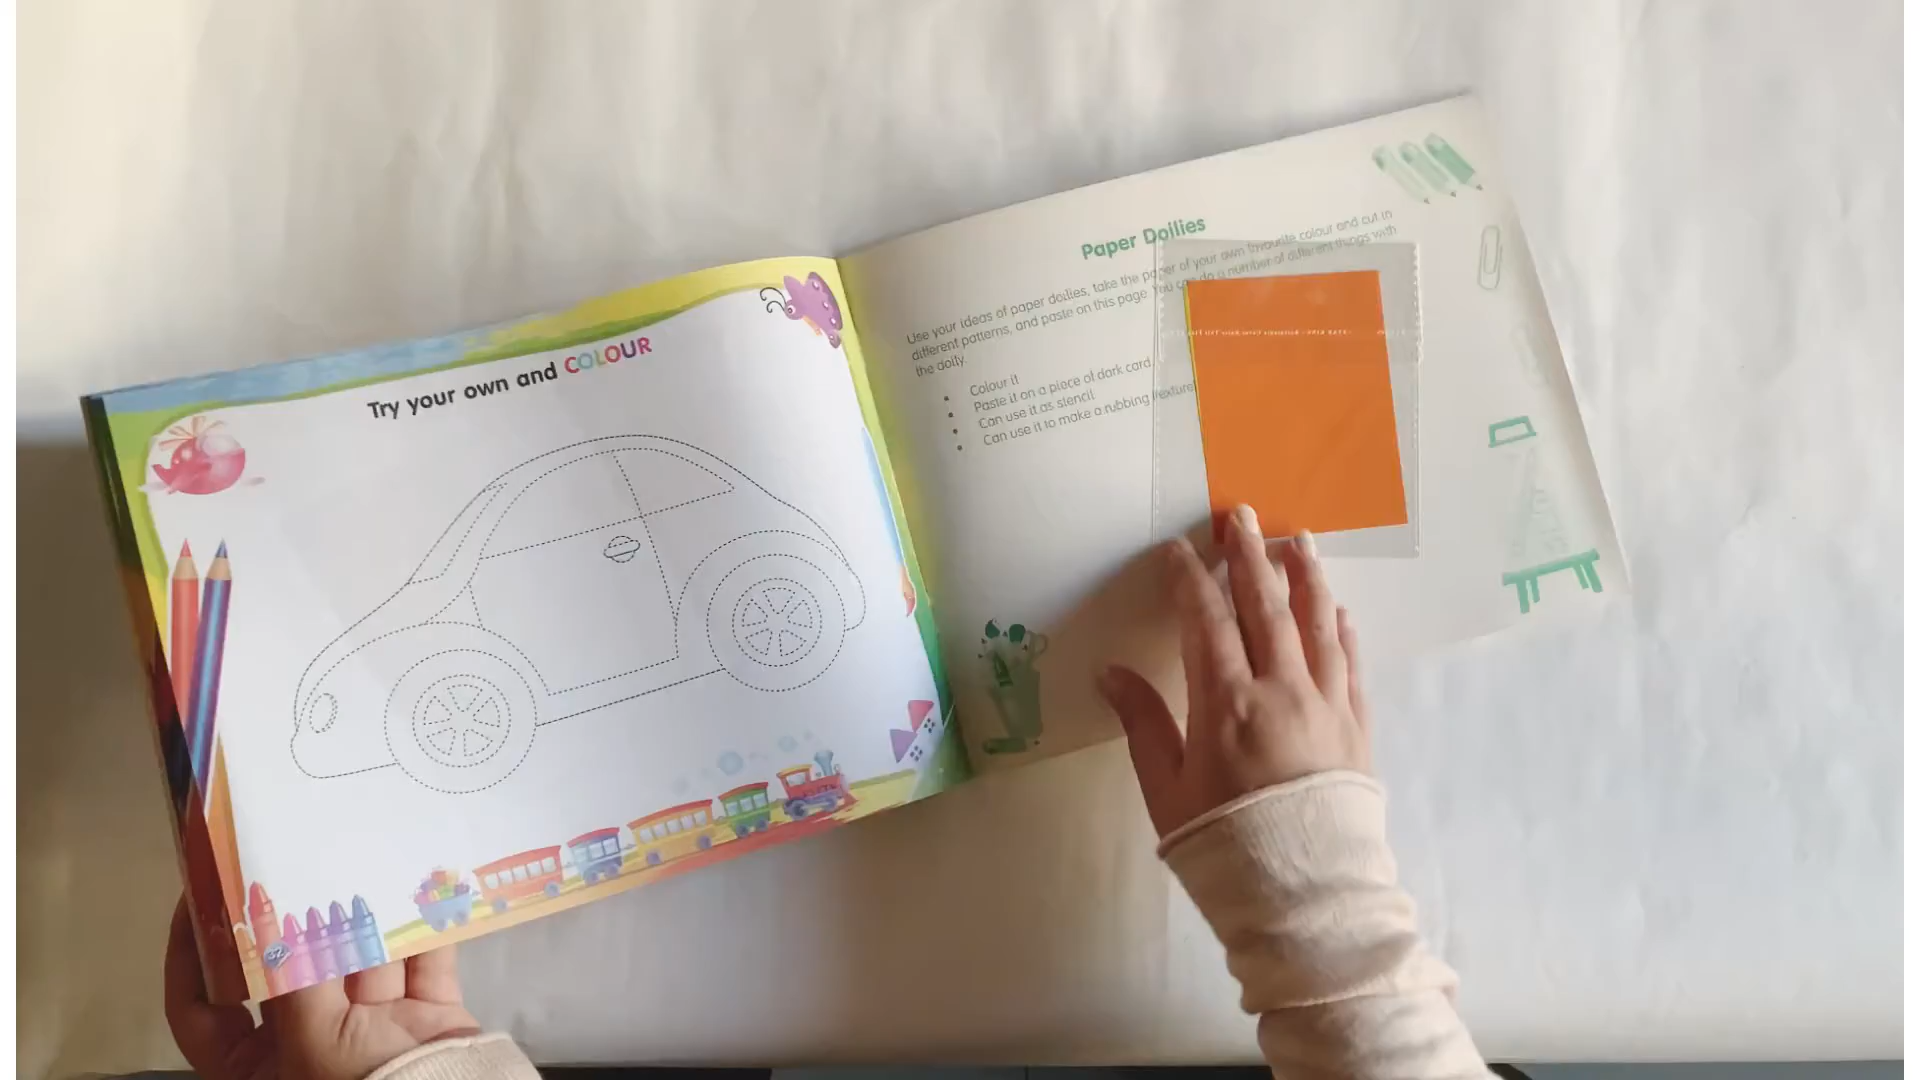 Try your own and COLOUR
32
Paper Doilies
Use your ideas of paper doilies, take the paper of your own favourite colour and cut in
different patterns, and paste on this page. You can do a number of different things with
the doily.
• Colour it
• Paste it on a piece of dark card
• Can use it as stencil
• Can use it to make a rubbing texture